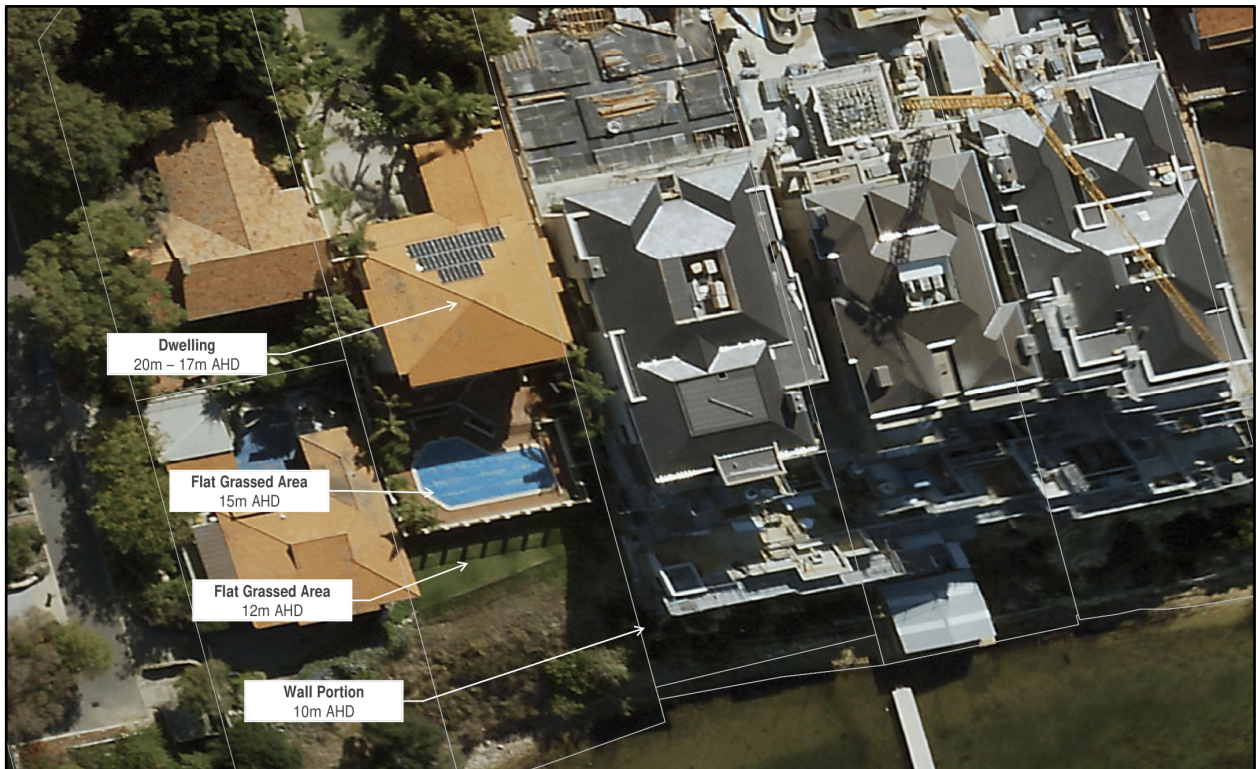 Dwelling
20m – 17m AHD
Flat Grassed Area
15m AHD
Flat Grassed Area
12m AHD
Wall Portion
10m AHD